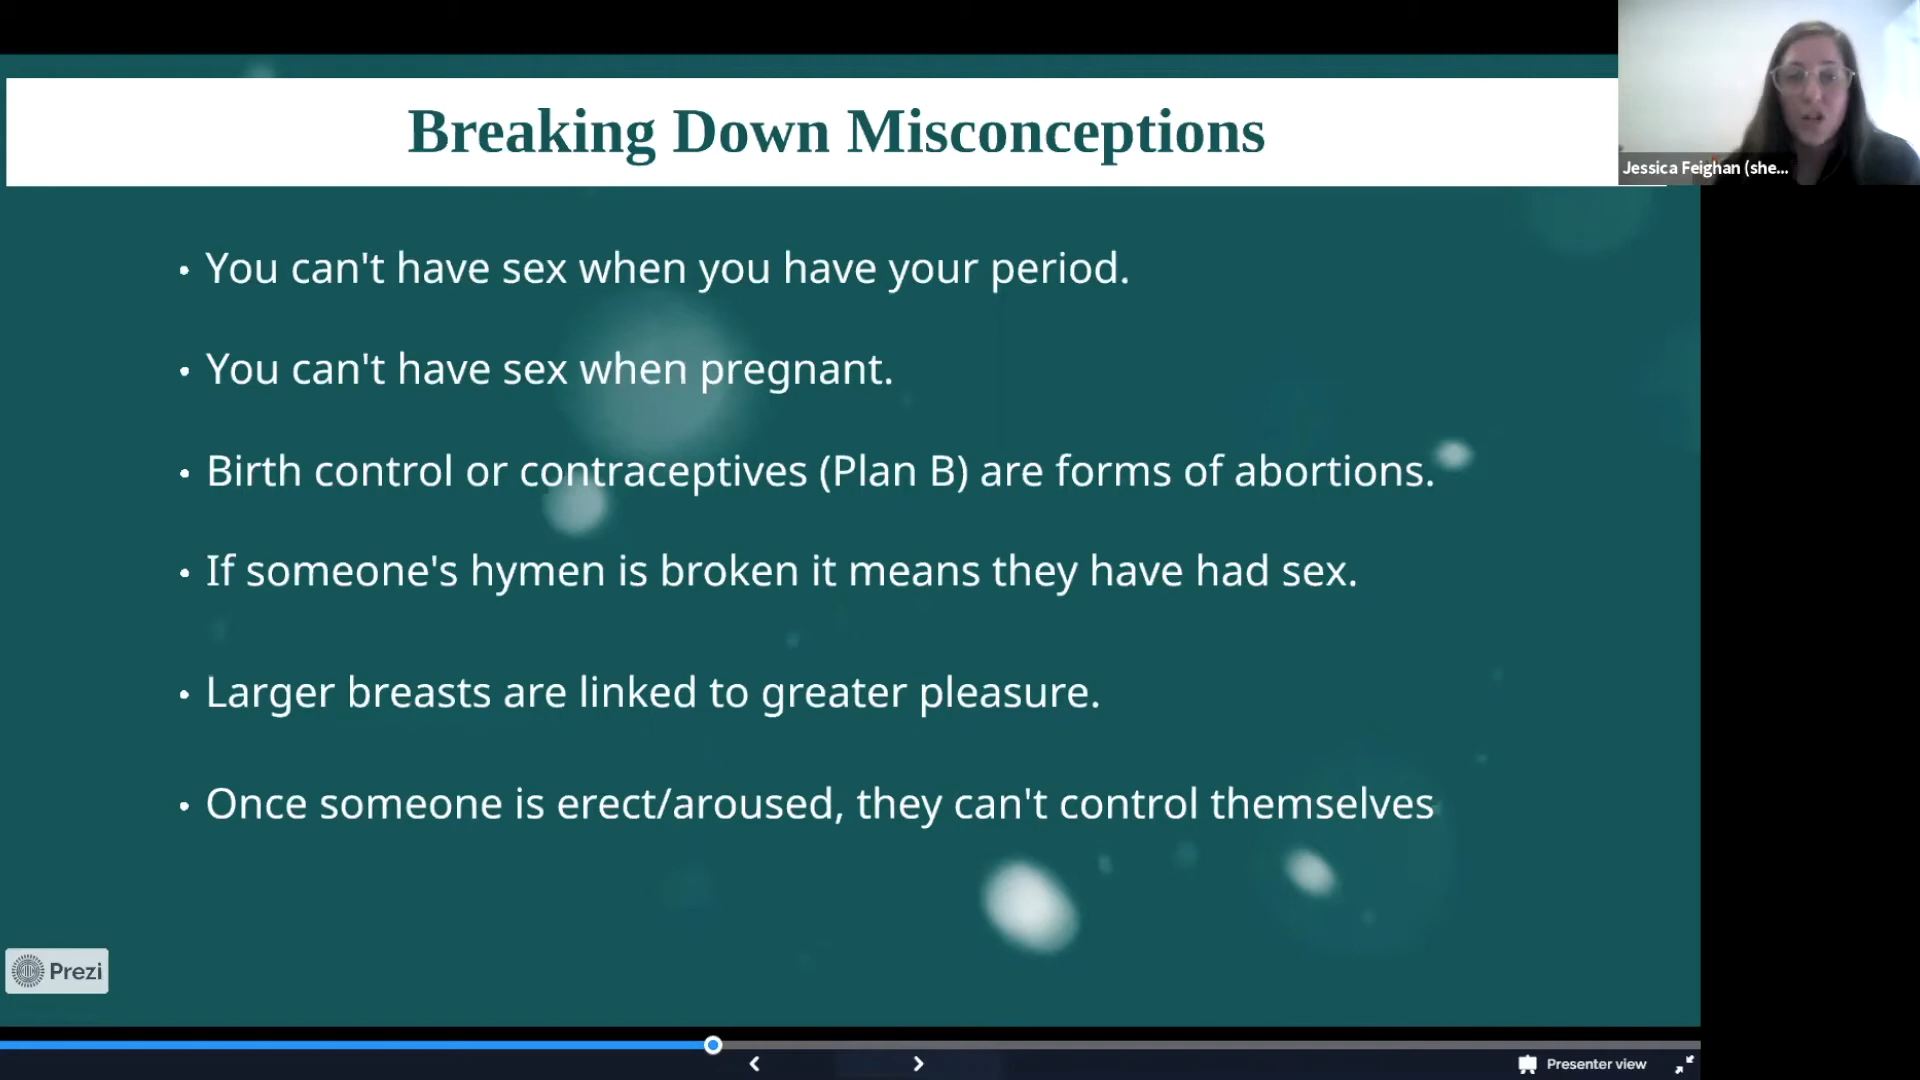 Breaking Down Misconceptions
Jessica Feighan (she...
• You can't have sex when you have your period.
• You can't have sex when pregnant.
• Birth control or contraceptives (Plan B) are forms of abortions.
• If someone's hymen is broken it means they have had sex.
• Larger breasts are linked to greater pleasure.
• Once someone is erect/aroused, they can't control themselves
Prezi
Presenter view